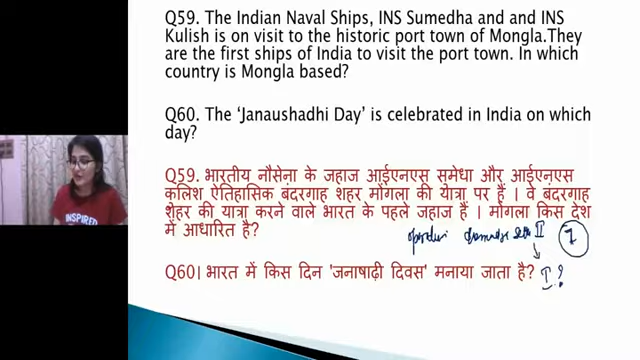 Q59. The Indian Naval Ships, INS Sumedha and and INS
Kulish is on visit to the historic port town of Mongla.They
are the first ships of India to visit the port town. In which
country is Mongla based?
Q60. The ‘Janaushadhi Day’ is celebrated in India on which
day?
INSPIRED
Q59. भारतीय नौसेना के जहाज आईएनएस सुमेधा और आईएनएस
कुलिश ऐतिहासिक बंदरगाह शहर मोंगला की यात्रा पर हैं । वे बंदरगाह
शहर की यात्रा करने वाले भारत के पहले जहाज हैं । मोंगला किस देश
में आधारित है?
II 7
Q60। भारत में किस दिन 'जनाषाढ़ी दिवस' मनाया जाता है? I ?